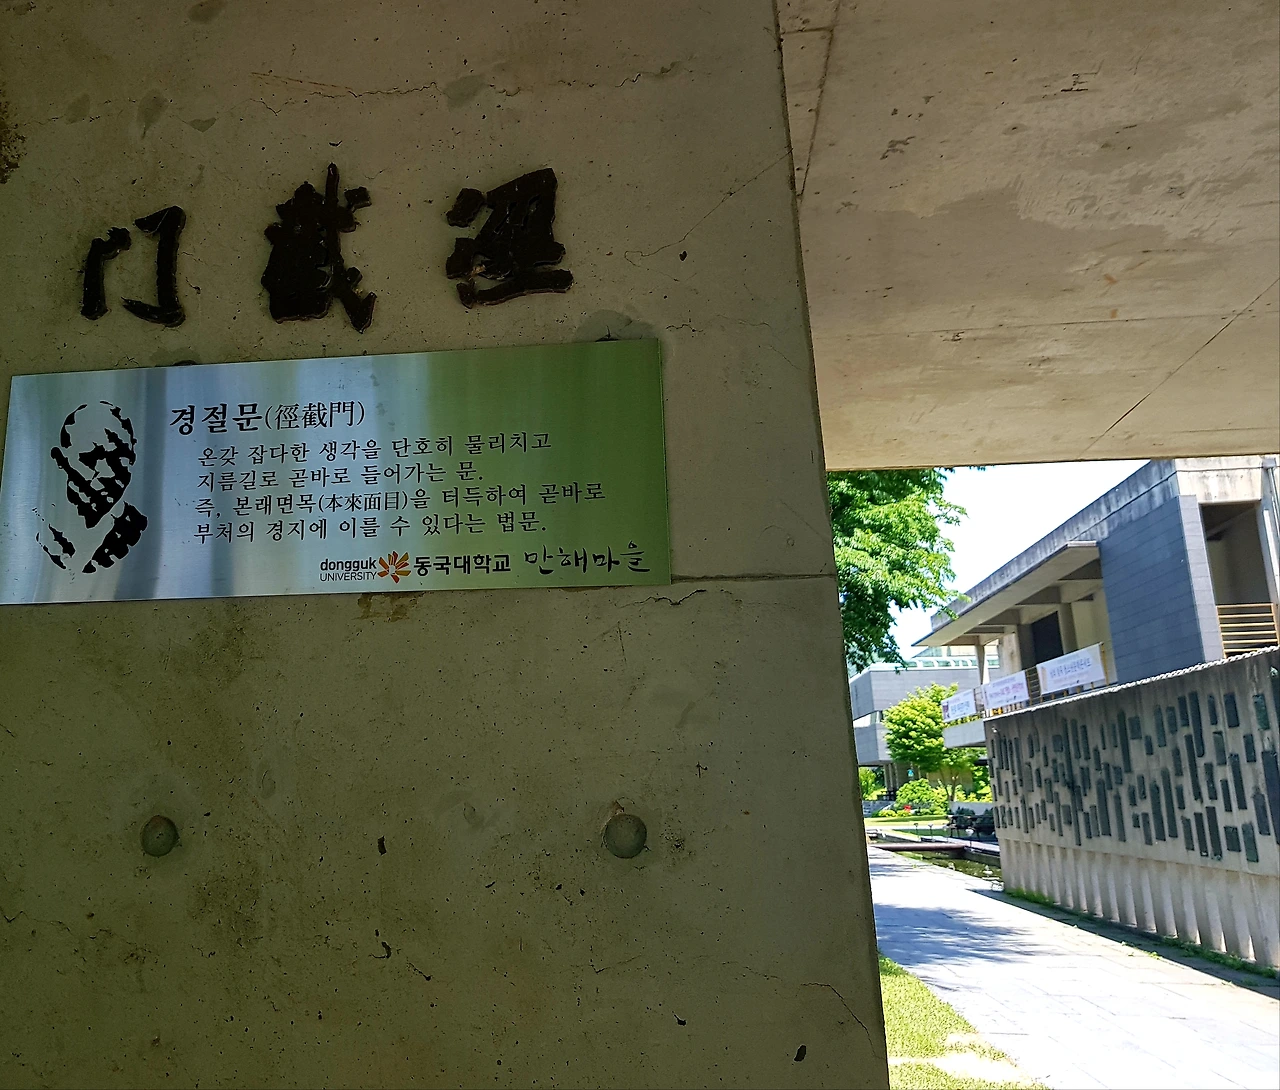 徑截門
경절문(徑截門)
온갖 잡다한 생각을 단호히 물리치고
지름길로 곧바로 들어가는 문.
즉, 본래면목(本來面目)을 터득하여 곧바로
부처의 경지에 이를 수 있다는 법문.
dongguk
UNIVERSITY
동국대학교 만해마을